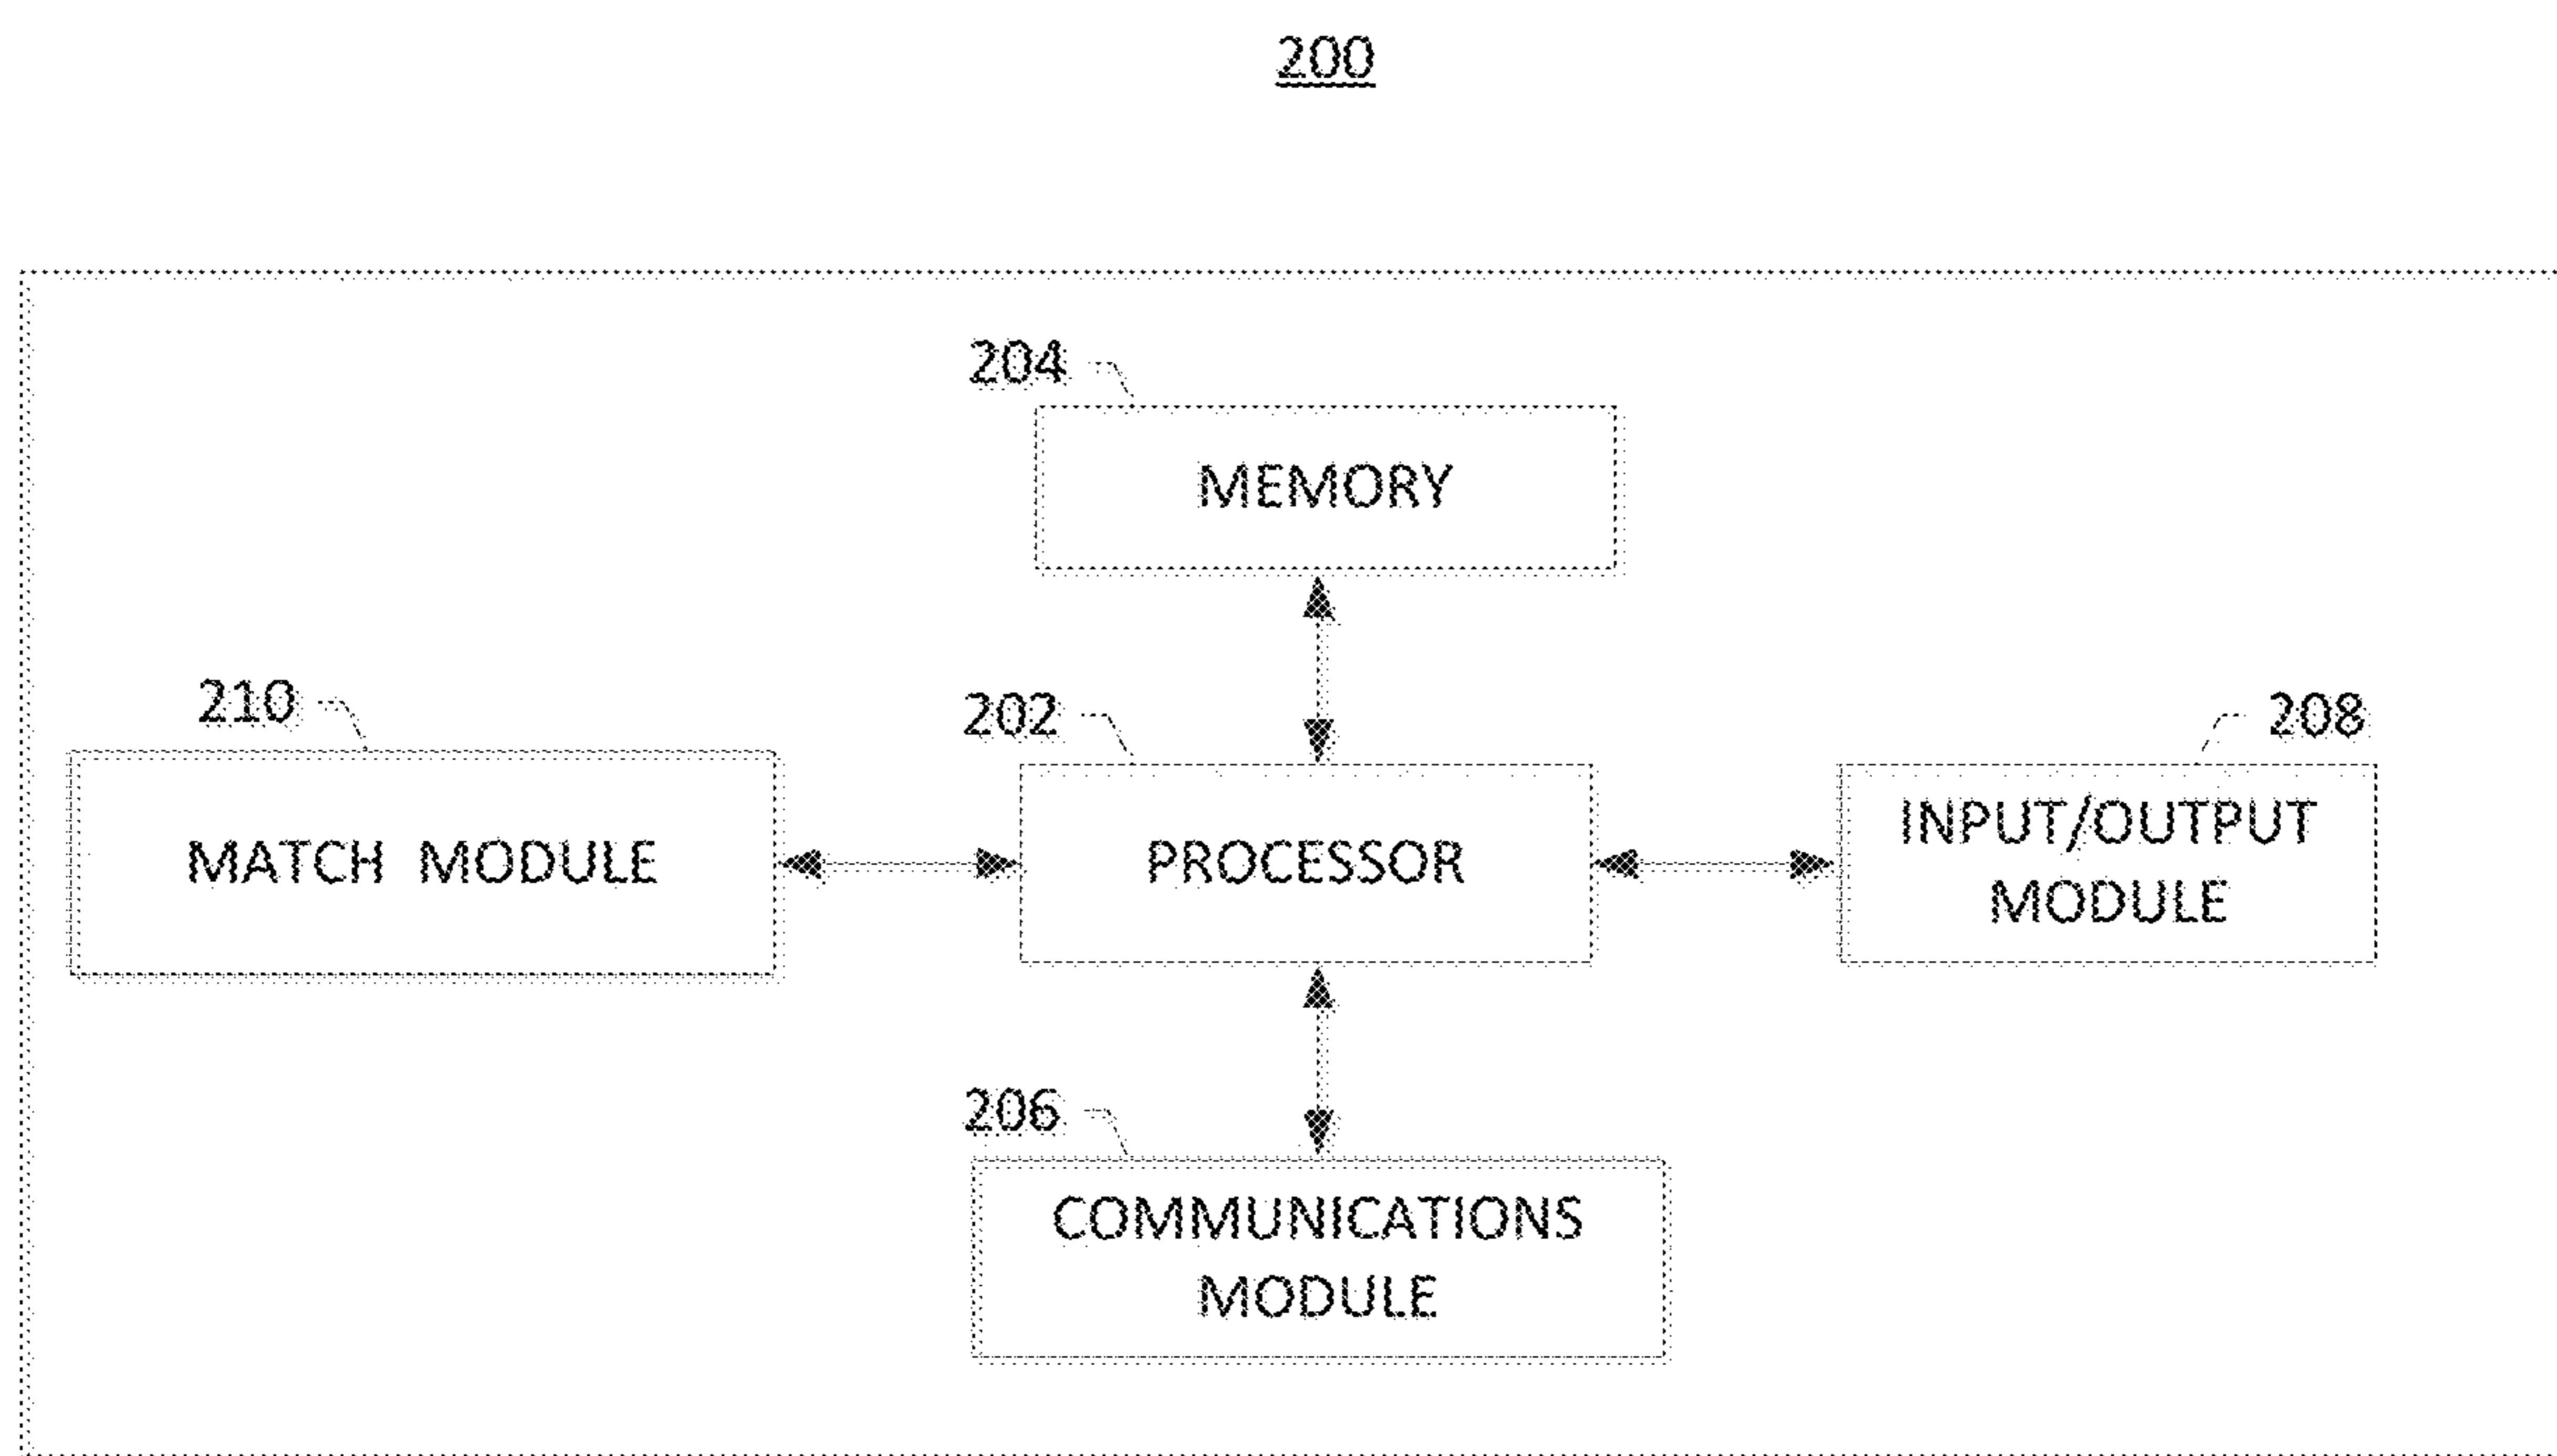 200
204
MEMORY
210
202
208
MATCH MODULE
PROCESSOR
INPUT/OUTPUT
MODULE
206
COMMUNICATIONS
MODULE